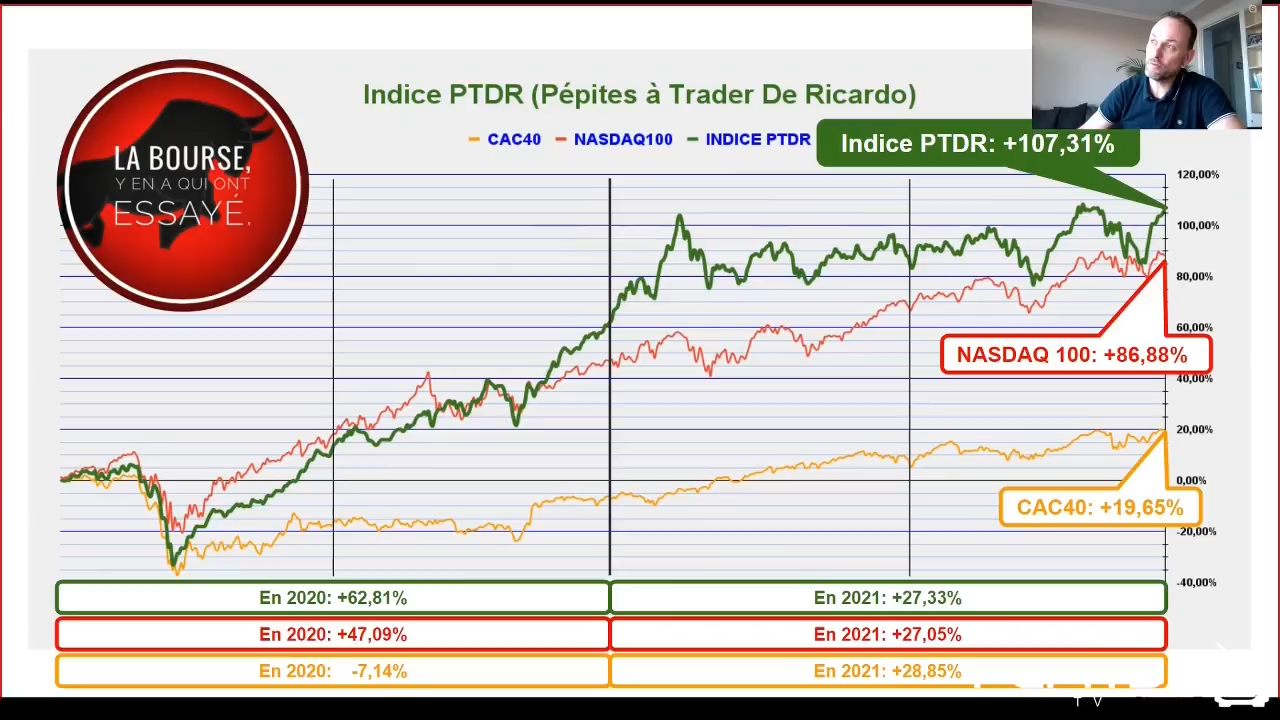 Indice PTDR (Pépites à Trader De Ricardo)
CAC40 NASDAQ100 INDICE PTDR
Indice PTDR: +107,31%
LA BOURSE,
Y EN A QUI ONT
ESSAYÉ.
120,00%
100,00%
80,00%
60,00%
NASDAQ 100: +86,88%
40,00%
20,00%
0,00%
CAC40: +19,65%
-20,00%
-40,00%
En 2020: +62,81% En 2021: +27,33%
En 2020: +47,09% En 2021: +27,05%
En 2020: -7,14% En 2021: +28,85%
TV